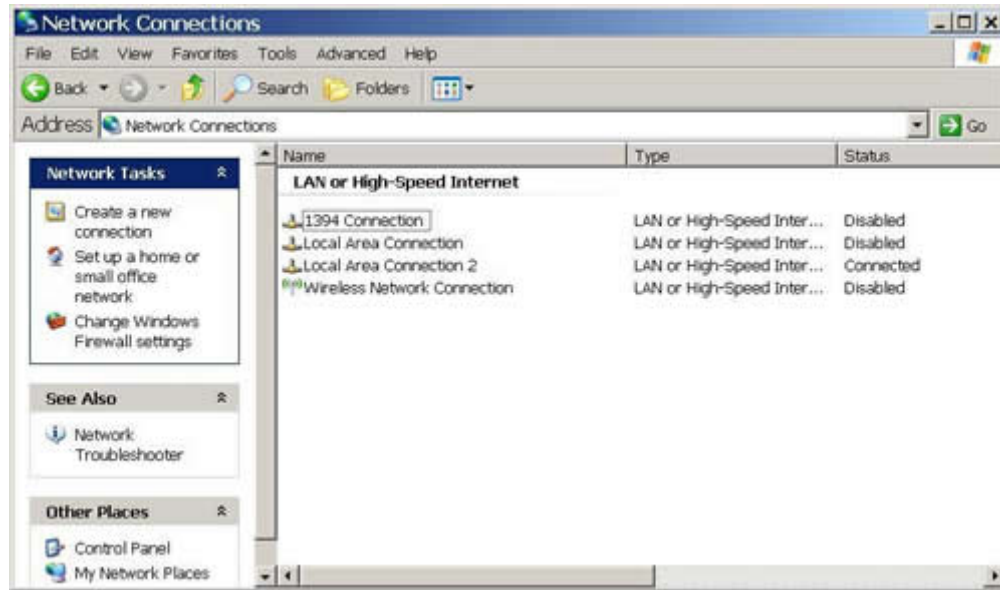 Network Connections
File Edit View Favorites Tools Advanced Help
Back Search Folders
Address Network Connections Go
Network Tasks
Create a new
connection
Set up a home or
small office
network
Change Windows
Firewall settings
See Also
Network
Troubleshooter
Other Places
Control Panel
My Network Places
Name Type Status
LAN or High-Speed Internet
1394 Connection LAN or High-Speed Inter... Disabled
Local Area Connection LAN or High-Speed Inter... Disabled
Local Area Connection 2 LAN or High-Speed Inter... Connected
Wireless Network Connection LAN or High-Speed Inter... Disabled